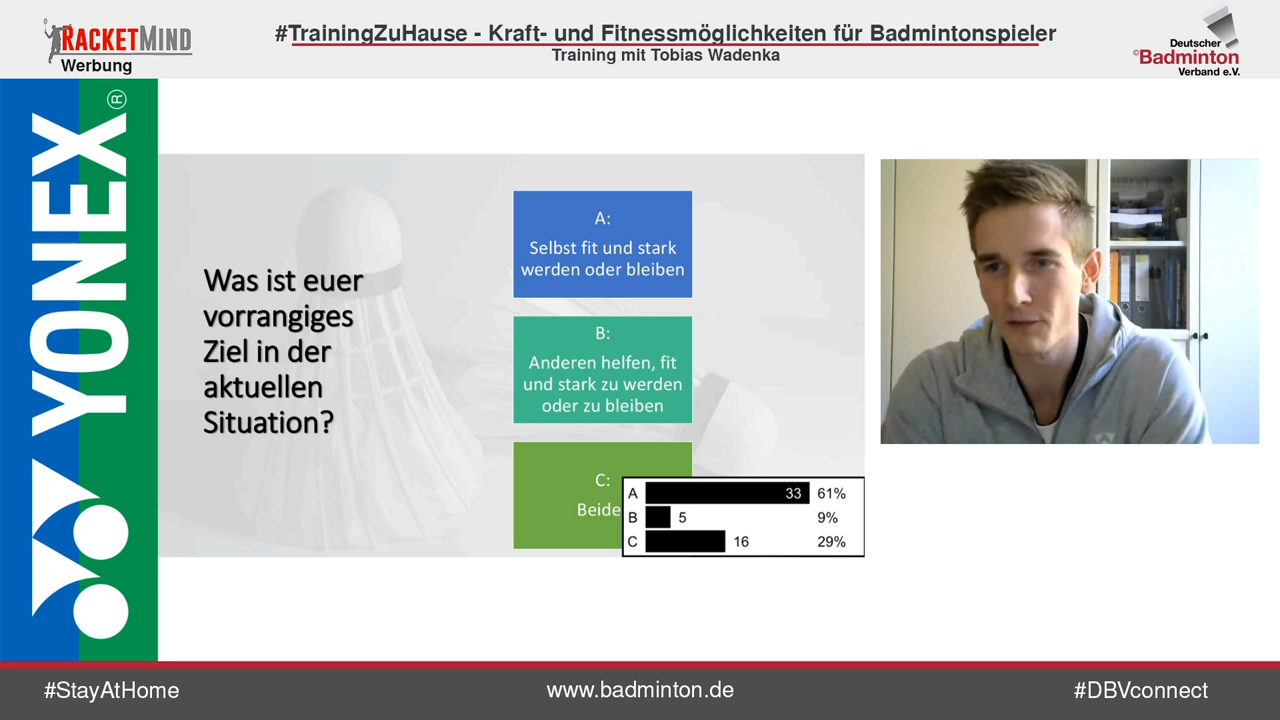 RACKETMIND
Werbung
#TrainingZuHause - Kraft- und Fitnessmöglichkeiten für Badmintonspieler
Training mit Tobias Wadenka
Deutscher
©Badminton
Verband e.V.
YONEX®
Was ist euer
vorrangiges
Ziel in der
aktuellen
Situation?
A:
Selbst fit und stark
werden oder bleiben
B:
Anderen helfen, fit
und stark zu werden
oder zu bleiben
C:
Beide
A 33 61%
B 5 9%
C 16 29%
#StayAtHome
www.badminton.de
#DBVconnect